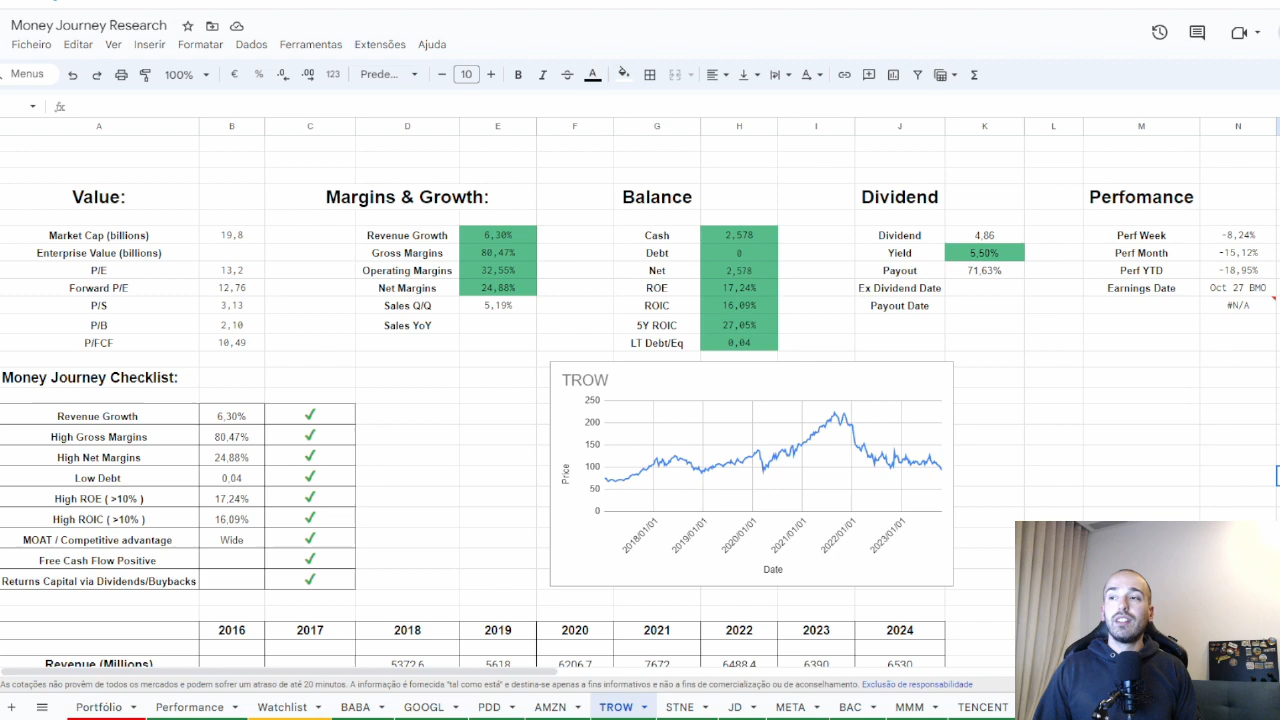 Money Journey Research
Ficheiro Editar Ver Inserir Formatar Dados Ferramentas Extensões Ajuda
Menus 100% € % .0 .00 123 Prede... 10 B I A Σ
fx
A B C D E F G H I J K L M N
Value: Margins & Growth: Balance Dividend Perfomance
Market Cap (billions) 19,8 Revenue Growth 6,30% Cash 2,578 Dividend 4,86 Perf Week -8,24%
Enterprise Value (billions) Gross Margins 80,47% Debt 0 Yield 5,50% Perf Month -15,12%
P/E 13,2 Operating Margins 32,55% Net 2,578 Payout 71,63% Perf YTD -18,95%
Forward P/E 12,76 Net Margins 24,88% ROE 17,24% Ex Dividend Date Earnings Date Oct 27 BMO
P/S 3,13 Sales Q/Q 5,19% ROIC 16,09% Payout Date #N/A
P/B 2,10 Sales YoY 5Y ROIC 27,05%
P/FCF 10,49 LT Debt/Eq 0,04
Money Journey Checklist:
Revenue Growth 6,30% ✓
High Gross Margins 80,47% ✓
High Net Margins 24,88% ✓
Low Debt 0,04 ✓
High ROE ( >10% ) 17,24% ✓
High ROIC ( >10% ) 16,09% ✓
MOAT / Competitive advantage Wide ✓
Free Cash Flow Positive ✓
Returns Capital via Dividends/Buybacks ✓
TROW
250
200
150
100
50
0
Price
2018/01/01 2019/01/01 2020/01/01 2021/01/01 2022/01/01 2023/01/01
Date
2016 2017 2018 2019 2020 2021 2022 2023 2024
Revenue (Millions) 5372,6 5618 6206,7 7672 6488,4 6390 6530
As cotações não provêm de todos os mercados e podem sofrer um atraso de até 20 minutos. A informação é fornecida "tal como está" e destina-se apenas a fins informativos e não a fins de comercialização ou de aconselhamento. Exclusão de responsabilidade
+ Portfólio Performance Watchlist BABA GOOGL PDD AMZN TROW STNE JD META BAC MMM TENCENT